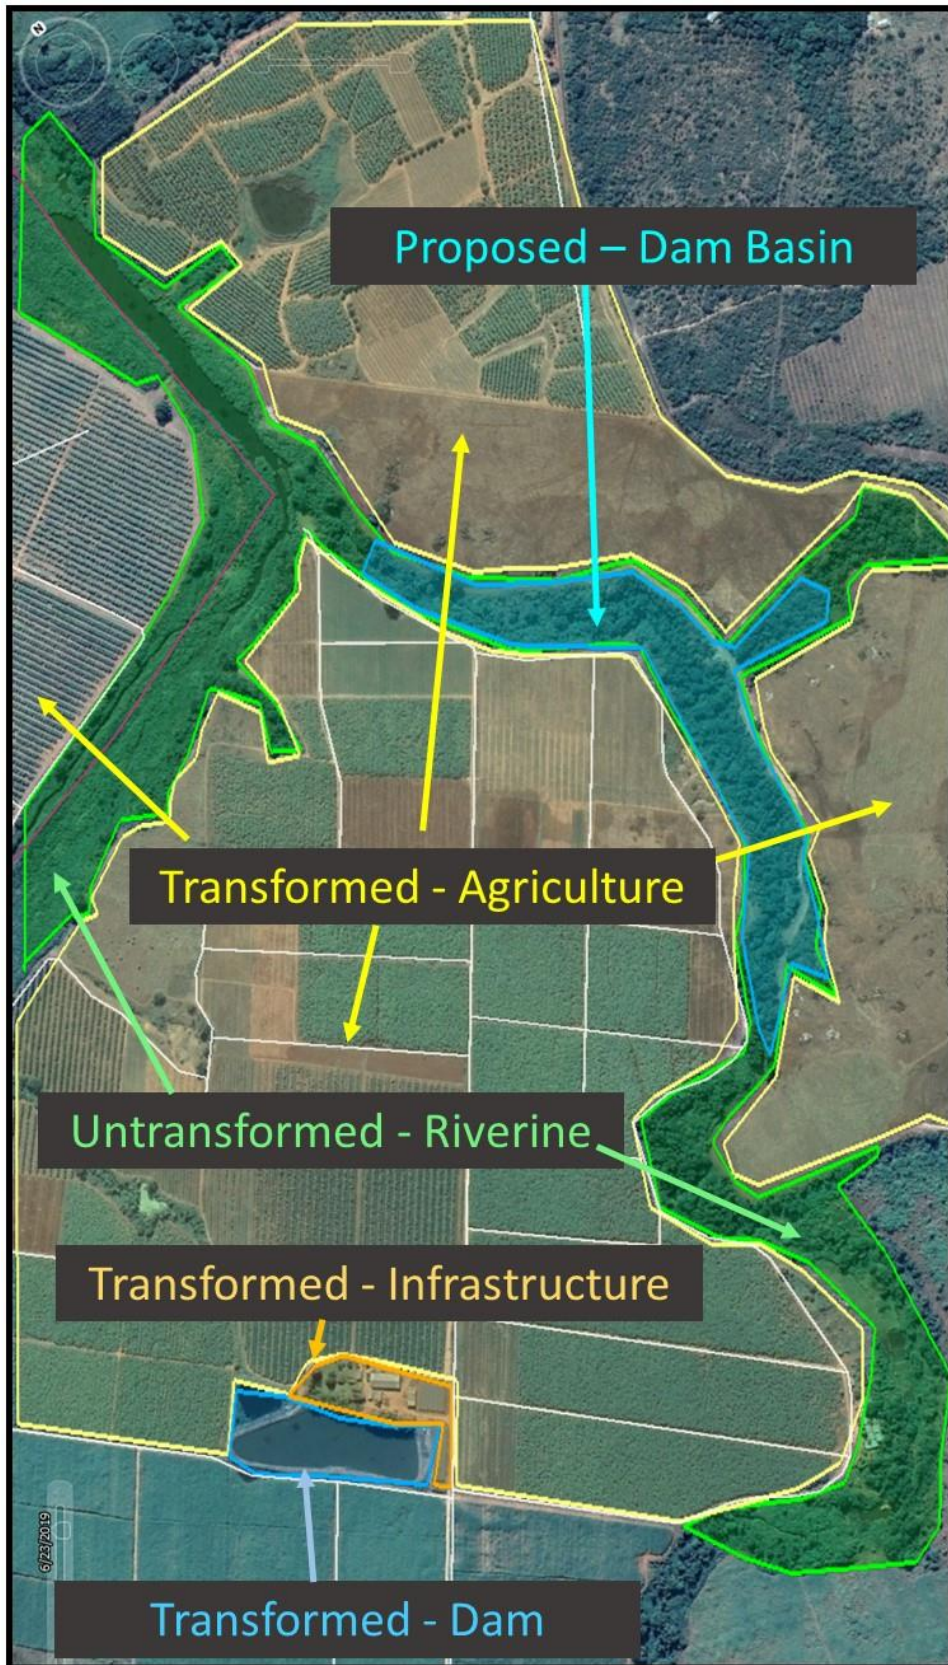 N
Proposed – Dam Basin
Transformed - Agriculture
Untransformed - Riverine
Transformed - Infrastructure
6/23/2019
Transformed - Dam